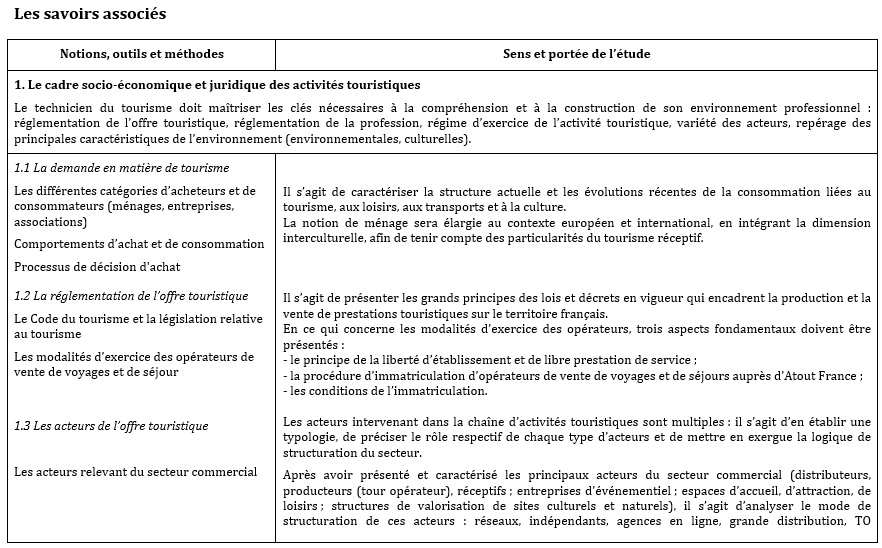 Les savoirs associés
Notions, outils et méthodes
Sens et portée de l’étude
1. Le cadre socio-économique et juridique des activités touristiques
Le technicien du tourisme doit maîtriser les clés nécessaires à la compréhension et à la construction de son environnement professionnel :
réglementation de l’offre touristique, réglementation de la profession, régime d’exercice de l’activité touristique, variété des acteurs, repérage des
principales caractéristiques de l’environnement (environnementales, culturelles).
1.1 La demande en matière de tourisme
Les différentes catégories d’acheteurs et de
consommateurs (ménages, entreprises,
associations)
Comportements d’achat et de consommation
Processus de décision d'achat
Il s’agit de caractériser la structure actuelle et les évolutions récentes de la consommation liées au
tourisme, aux loisirs, aux transports et à la culture.
La notion de ménage sera élargie au contexte européen et international, en intégrant la dimension
interculturelle, afin de tenir compte des particularités du tourisme réceptif.
1.2 La réglementation de l’offre touristique
Le Code du tourisme et la législation relative
au tourisme
Les modalités d’exercice des opérateurs de
vente de voyages et de séjour
Il s’agit de présenter les grands principes des lois et décrets en vigueur qui encadrent la production et la
vente de prestations touristiques sur le territoire français.
En ce qui concerne les modalités d’exercice des opérateurs, trois aspects fondamentaux doivent être
présentés :
- le principe de la liberté d’établissement et de libre prestation de service ;
- la procédure d’immatriculation d’opérateurs de vente de voyages et de séjours auprès d’Atout France ;
- les conditions de l’immatriculation.
1.3 Les acteurs de l’offre touristique
Les acteurs intervenant dans la chaîne d’activités touristiques sont multiples : il s’agit d’en établir une
typologie, de préciser le rôle respectif de chaque type d’acteurs et de mettre en exergue la logique de
structuration du secteur.
Les acteurs relevant du secteur commercial
Après avoir présenté et caractérisé les principaux acteurs du secteur commercial (distributeurs,
producteurs (tour opérateur), réceptifs ; entreprises d’événementiel ; espaces d’accueil, d’attraction, de
loisirs ; structures de valorisation de sites culturels et naturels), il s’agit d’analyser le mode de
structuration de ces acteurs : réseaux, indépendants, agences en ligne, grande distribution, TO